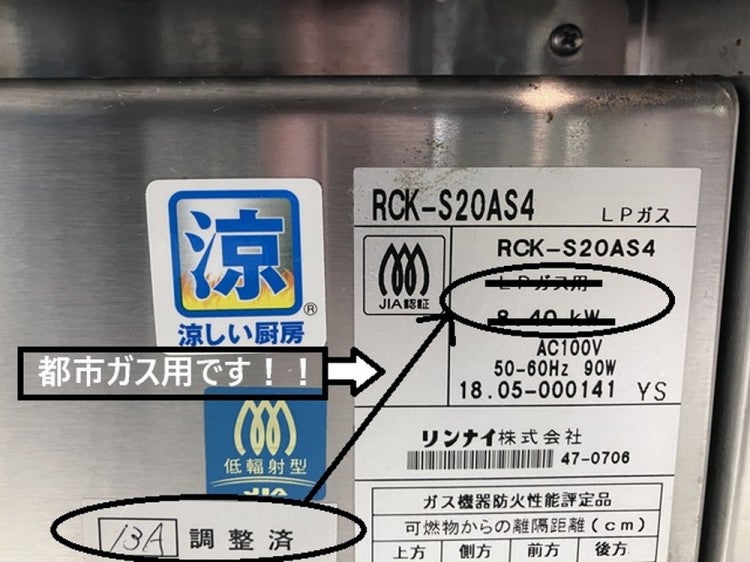 涼
®
涼しい厨房
都市ガス用です！！
低輻射型
13A 調整済
RCK-S20AS4 LPガス
JIA認証
RCK-S20AS4
LPガス用
8.40kW
AC100V
50-60Hz 90W
18.05-000141 YS
リンナイ株式会社
47-0706
ガス機器防火性能評定品
可燃物からの離隔距離(cm)
上方 側方 前方 後方